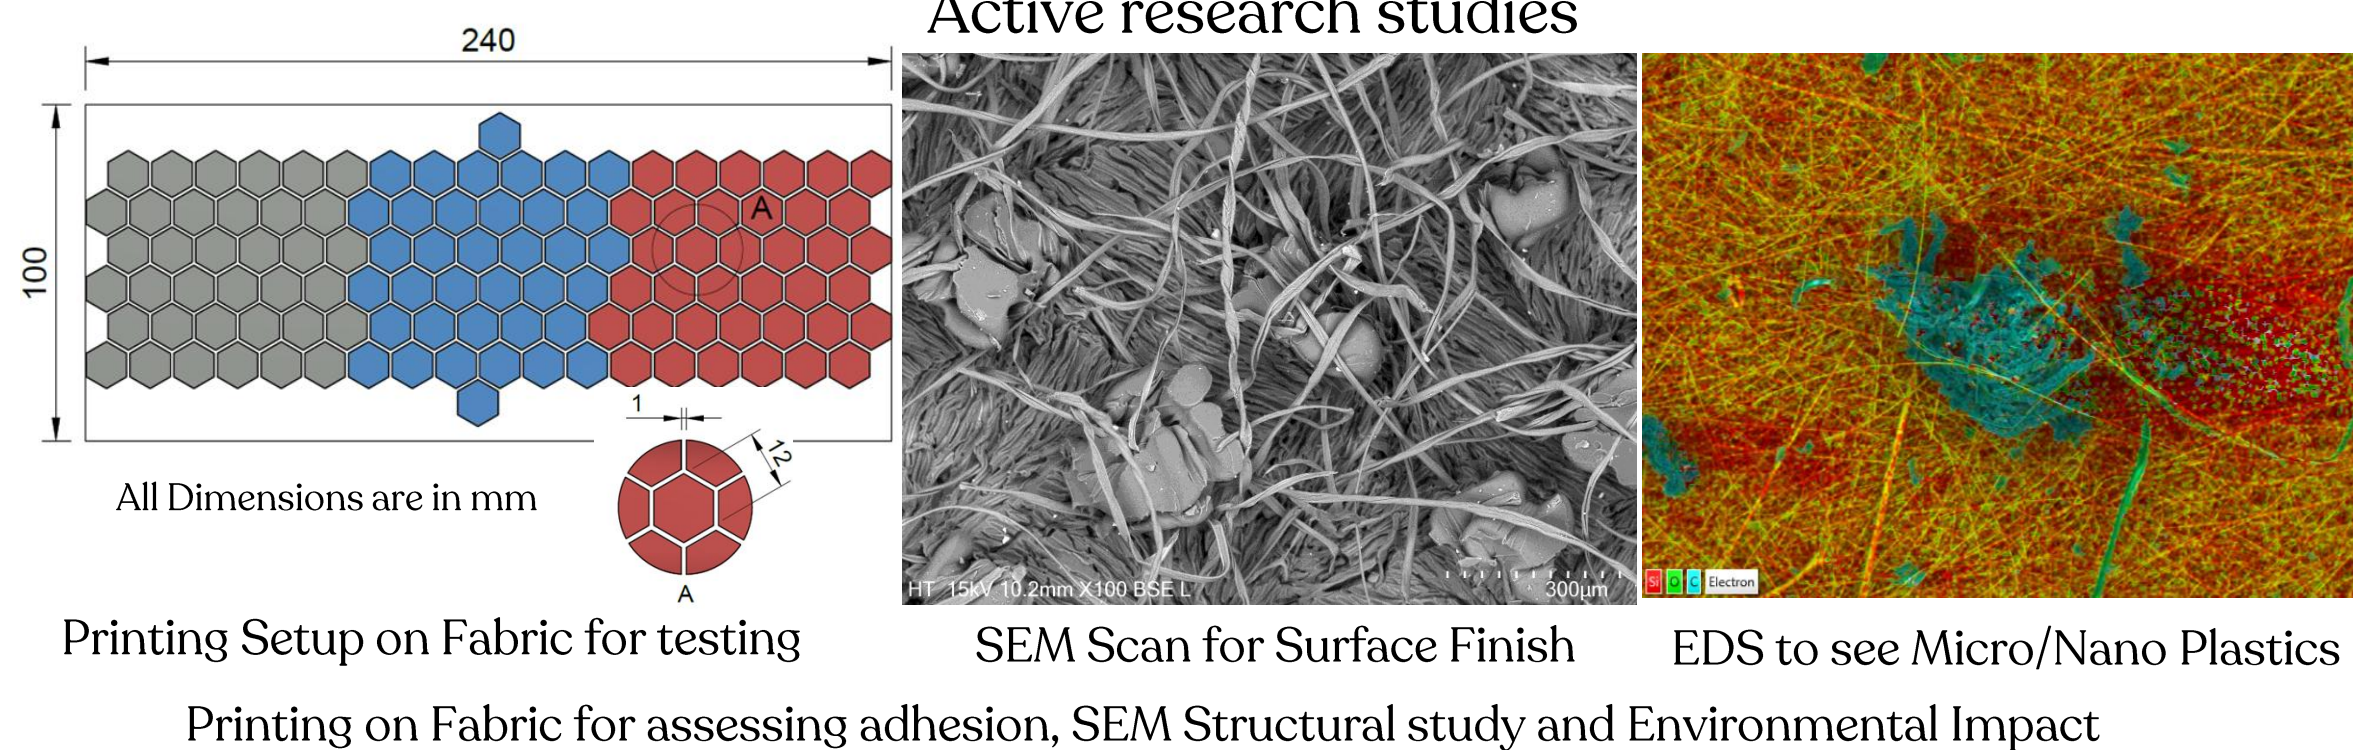 Active research studies
240
100
A
1
12
All Dimensions are in mm
A
HT 15kV 10.2mm X100 BSE L
300µm
Si O C Electron
Printing Setup on Fabric for testing
SEM Scan for Surface Finish
EDS to see Micro/Nano Plastics
Printing on Fabric for assessing adhesion, SEM Structural study and Environmental Impact